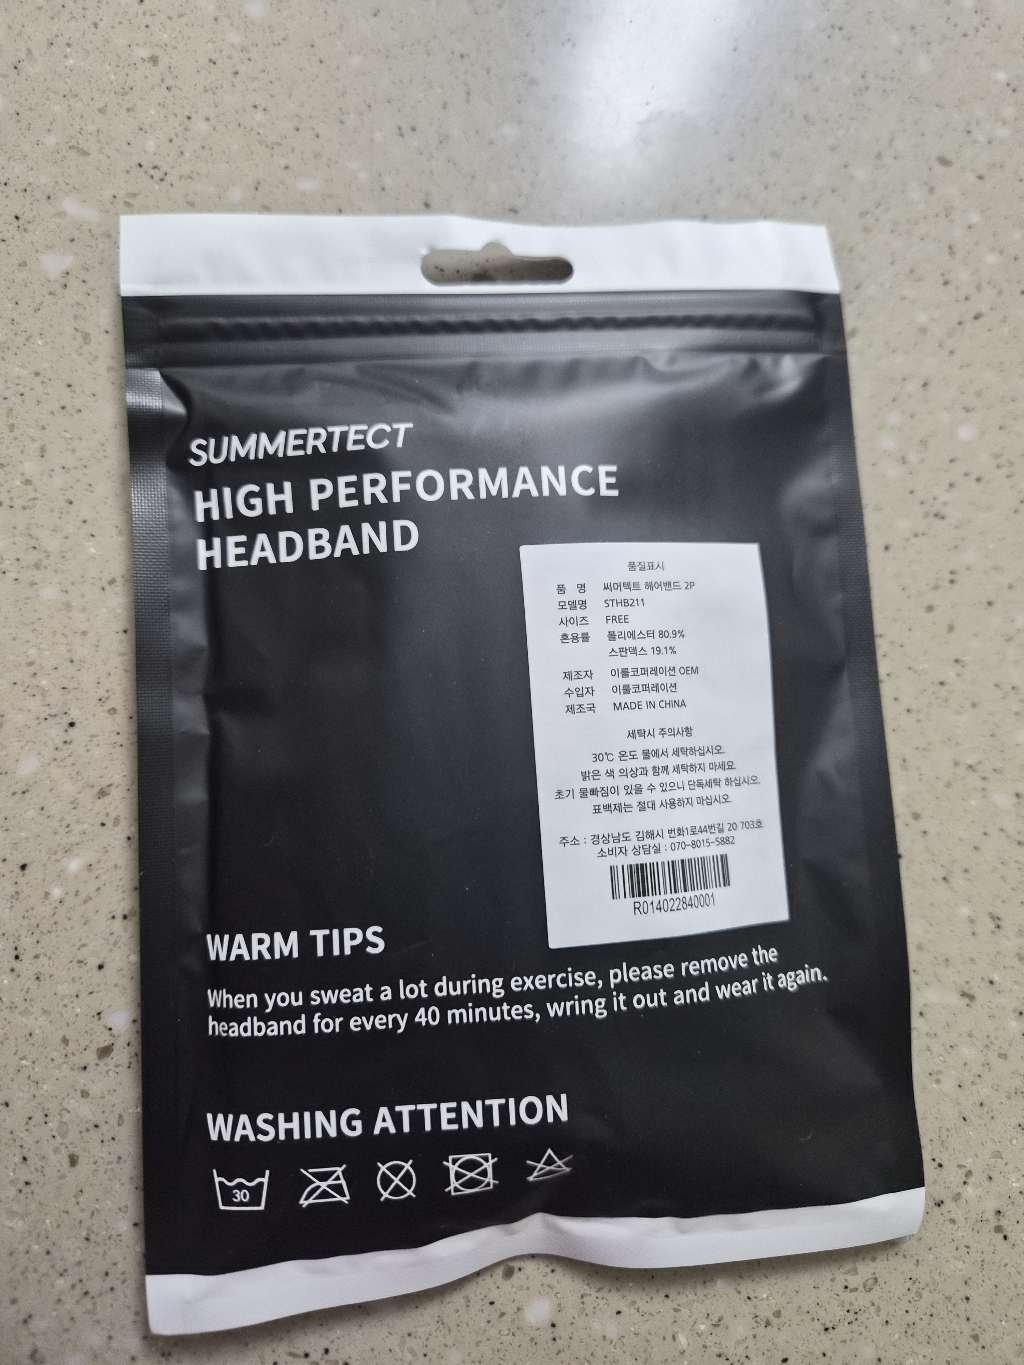 SUMMERTECT
HIGH PERFORMANCE
HEADBAND
품질표시
품 명 써머텍트 헤어밴드 2P
모델명 STHB211
사이즈 FREE
혼용률 폴리에스터 80.9%
스판덱스 19.1%
제조자 이룸코퍼레이션 OEM
수입자 이룸코퍼레이션
제조국 MADE IN CHINA
세탁시 주의사항
30℃ 온도 물에서 세탁하십시오.
밝은 색 의상과 함께 세탁하지 마세요.
초기 물빠짐이 있을 수 있으니 단독세탁 하십시오.
표백제는 절대 사용하지 마십시오.
주소 : 경상남도 김해시 번화1로44번길 20 703호
소비자 상담실 : 070-8015-5882
R014022840001
WARM TIPS
When you sweat a lot during exercise, please remove the
headband for every 40 minutes, wring it out and wear it again.
WASHING ATTENTION
30